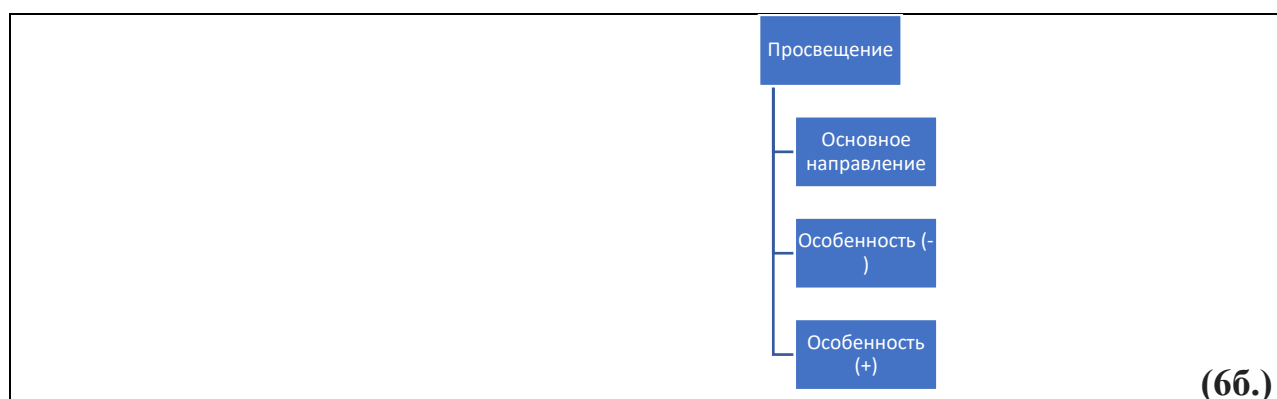 Просвещение
Основное
направление
Особенность (-
)
Особенность
(+)
(6б.)